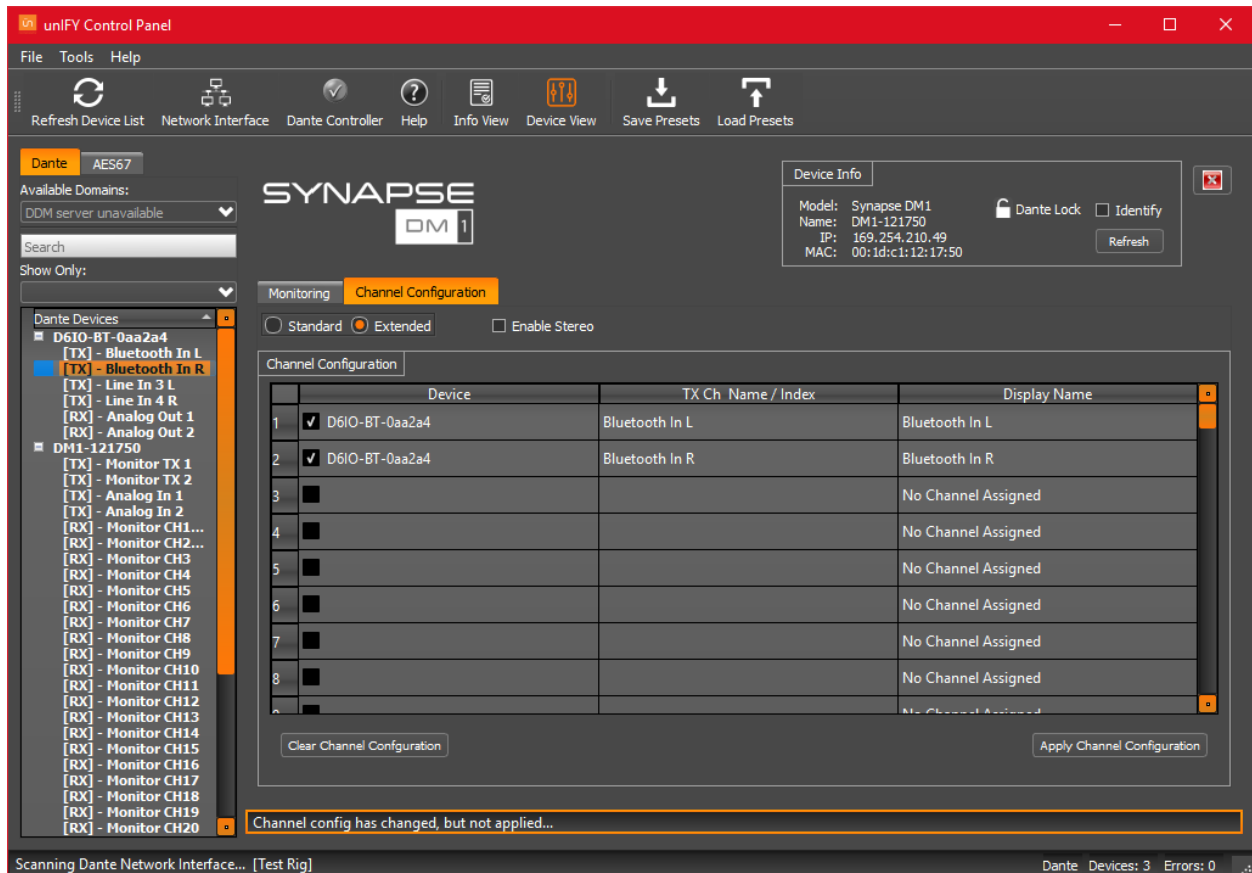 unIFY Control Panel
File Tools Help
Refresh Device List Network Interface Dante Controller Help Info View Device View Save Presets Load Presets
Dante AES67
Available Domains:
DDM server unavailable
Search
Show Only:
Dante Devices
D6IO-BT-0aa2a4
[TX] - Bluetooth In L
[TX] - Bluetooth In R
[TX] - Line In 3 L
[TX] - Line In 4 R
[RX] - Analog Out 1
[RX] - Analog Out 2
DM1-121750
[TX] - Monitor TX 1
[TX] - Monitor TX 2
[TX] - Analog In 1
[TX] - Analog In 2
[RX] - Monitor CH1...
[RX] - Monitor CH2...
[RX] - Monitor CH3
[RX] - Monitor CH4
[RX] - Monitor CH5
[RX] - Monitor CH6
[RX] - Monitor CH7
[RX] - Monitor CH8
[RX] - Monitor CH9
[RX] - Monitor CH10
[RX] - Monitor CH11
[RX] - Monitor CH12
[RX] - Monitor CH13
[RX] - Monitor CH14
[RX] - Monitor CH15
[RX] - Monitor CH16
[RX] - Monitor CH17
[RX] - Monitor CH18
[RX] - Monitor CH19
[RX] - Monitor CH20
SYNAPSE
DM 1
Device Info
Model: Synapse DM1
Name: DM1-121750
IP: 169.254.210.49
MAC: 00:1d:c1:12:17:50
Dante Lock Identify
Refresh
Monitoring Channel Configuration
Standard Extended Enable Stereo
Channel Configuration
Device TX Ch Name / Index Display Name
1 D6IO-BT-0aa2a4 Bluetooth In L Bluetooth In L
2 D6IO-BT-0aa2a4 Bluetooth In R Bluetooth In R
3 No Channel Assigned
4 No Channel Assigned
5 No Channel Assigned
6 No Channel Assigned
7 No Channel Assigned
8 No Channel Assigned
9 No Channel Assigned
Clear Channel Confguration Apply Channel Configuration
Channel config has changed, but not applied...
Scanning Dante Network Interface... [Test Rig] Dante Devices: 3 Errors: 0